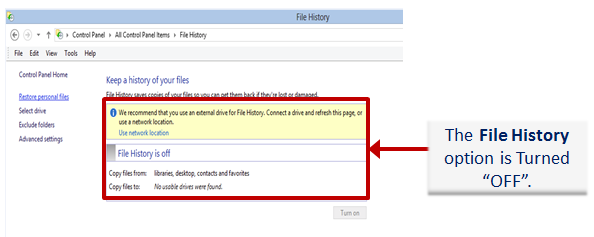 File History
Control Panel › All Control Panel Items › File History
File Edit View Tools Help
Control Panel Home
Restore personal files
Select drive
Exclude folders
Advanced settings
Keep a history of your files
File History saves copies of your files so you can get them back if they're lost or damaged.
We recommend that you use an external drive for File History. Connect a drive and refresh this page, or
use a network location.
Use network location
File History is off
Copy files from: libraries, desktop, contacts and favorites
Copy files to: No usable drives were found.
Turn on
The File History
option is Turned
“OFF”.